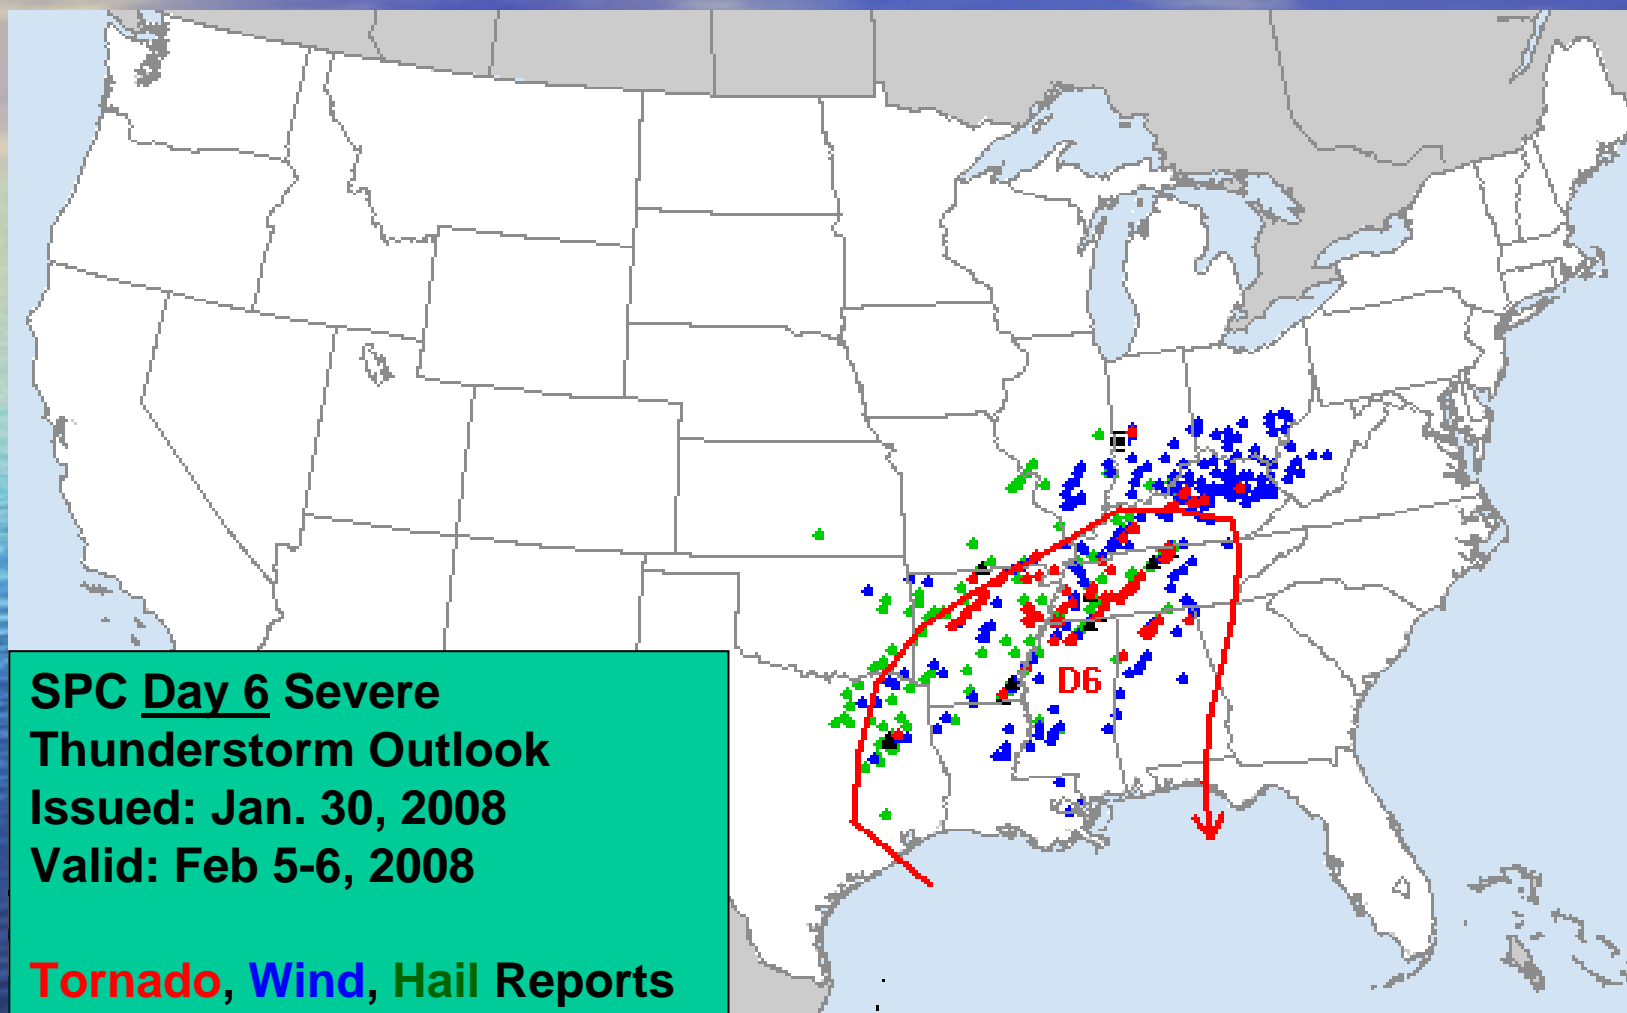 D6
SPC Day 6 Severe
Thunderstorm Outlook
Issued: Jan. 30, 2008
Valid: Feb 5-6, 2008
Tornado, Wind, Hail Reports